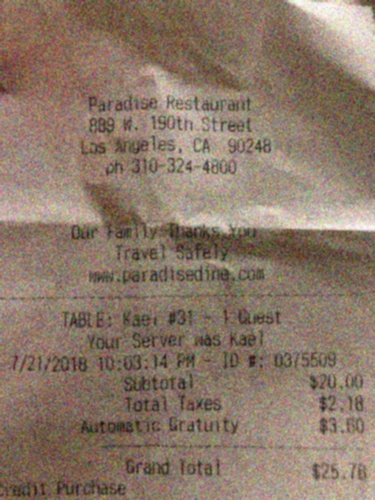 Paradise Restaurant
889 W. 190th Street
Los Angeles, CA 90248
ph 310-324-4800
Our Family Thanks You
Travel Safely
www.paradisedine.com
TABLE: Kael #31 - 1 Guest
Your Server was Kael
7/21/2018 10:03:14 PM - ID #: 0375509
Subtotal $20.00
Total Taxes $2.18
Automatic Gratuity $3.60
Grand Total $25.78
Credit Purchase